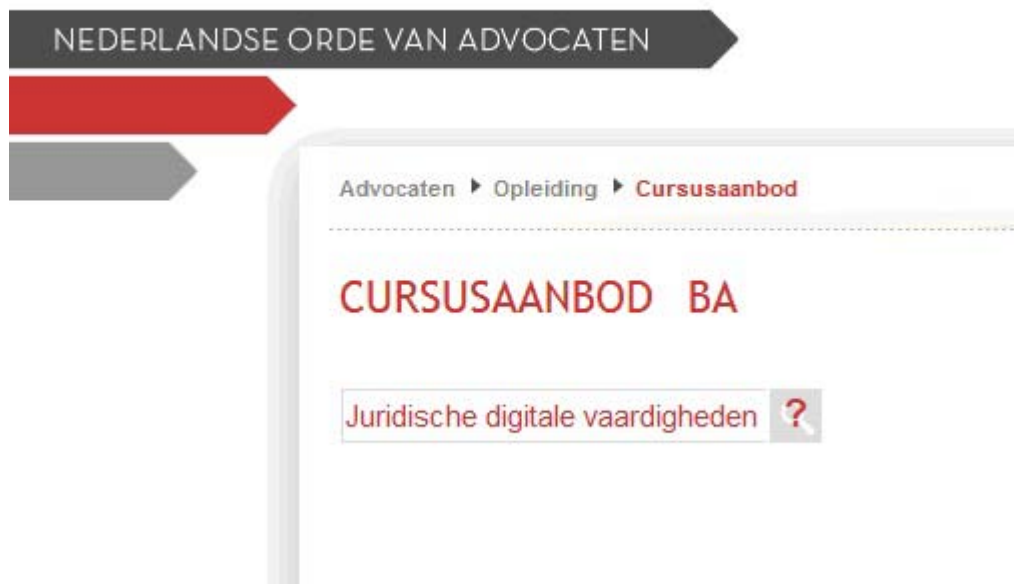 NEDERLANDSE ORDE VAN ADVOCATEN
Advocaten Opleiding Cursusaanbod
CURSUSAANBOD BA
Juridische digitale vaardigheden ?